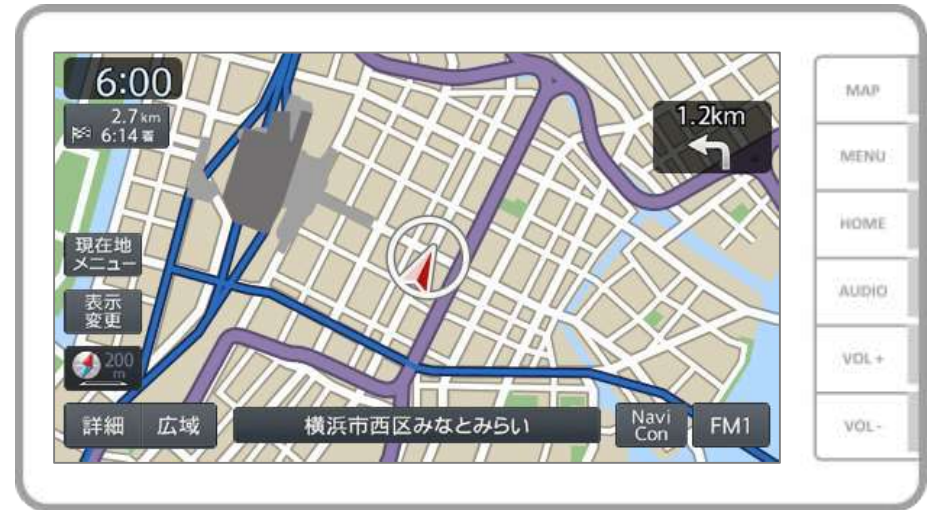 6:00
2.7km
6:14着
1.2km
現在地
メニュー
表示
変更
200
m
詳細
広域
横浜市西区みなとみらい
Navi
Con
FM1
MAP
MENU
HOME
AUDIO
VOL +
VOL-